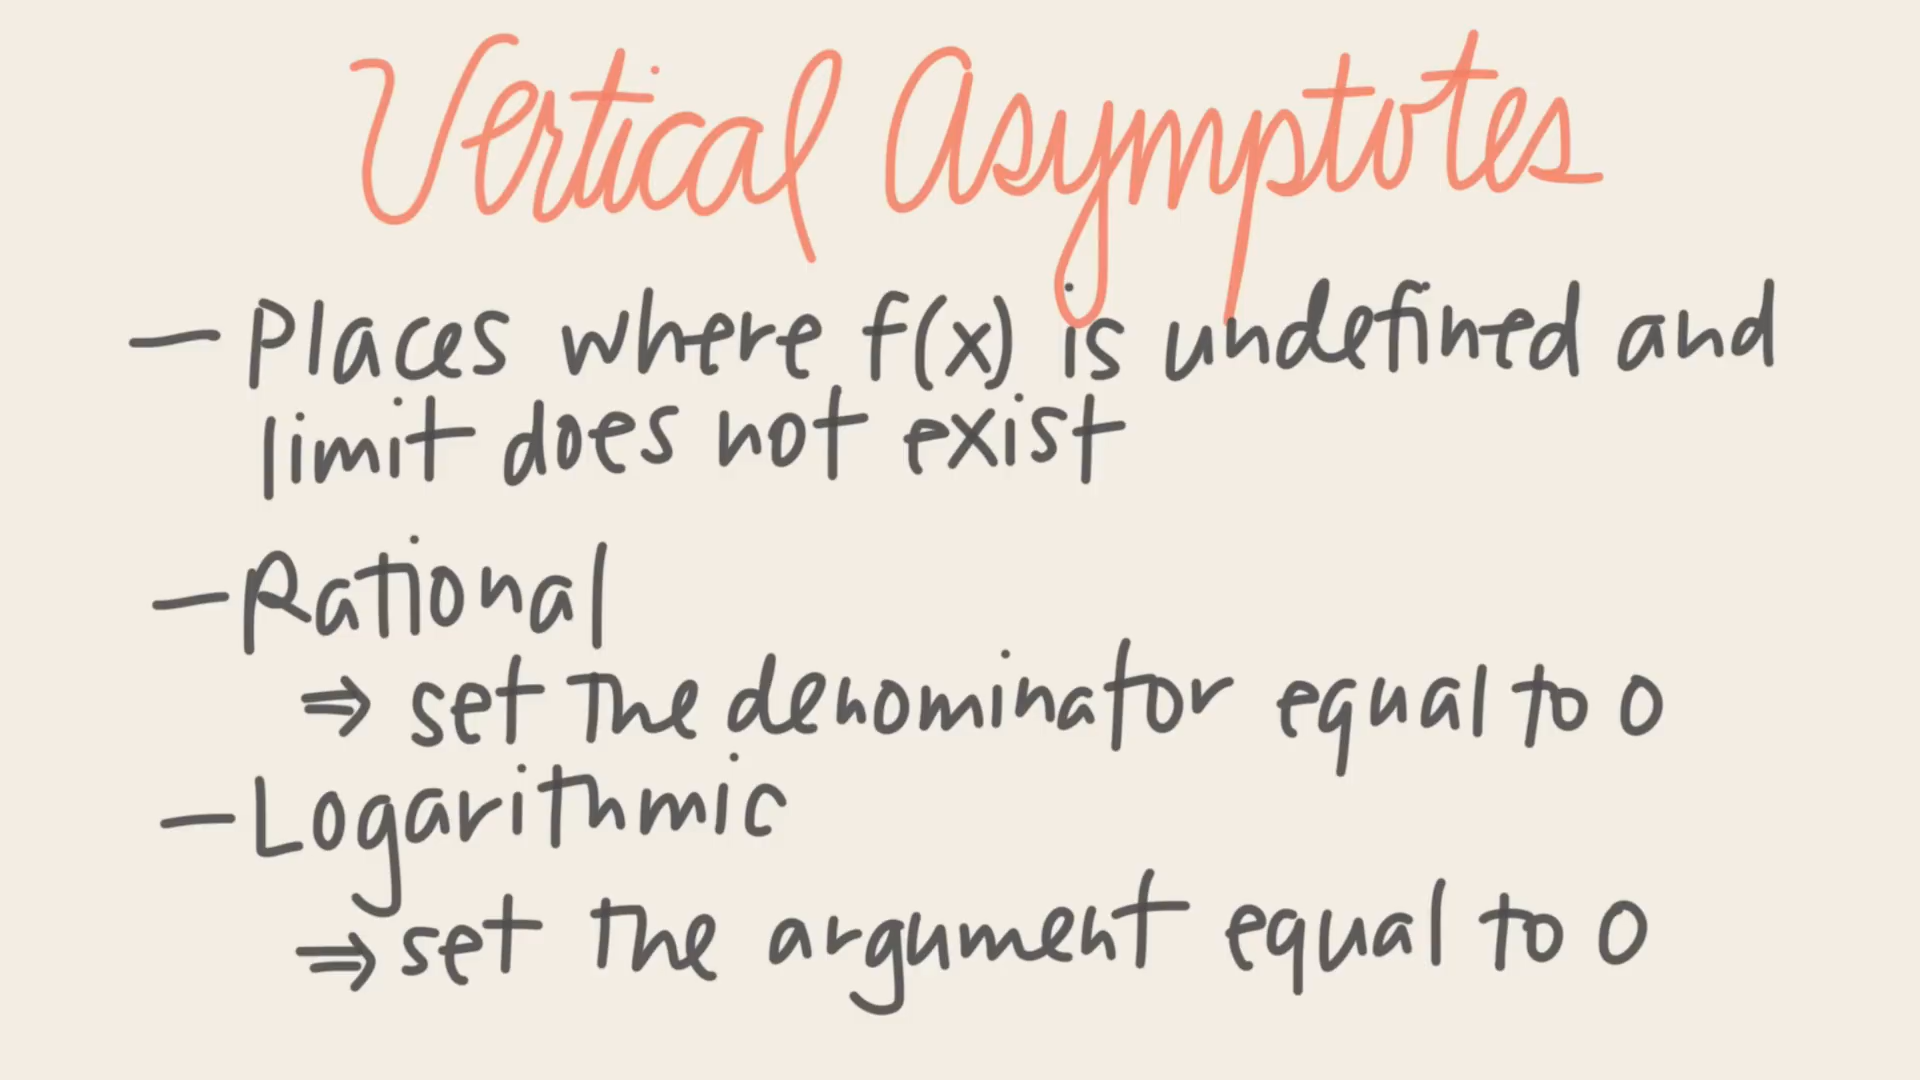 Vertical Asymptotes
— Places where f(x) is undefined and
limit does not exist
— Rational
⇒ set the denominator equal to 0
— Logarithmic
⇒ set the argument equal to 0